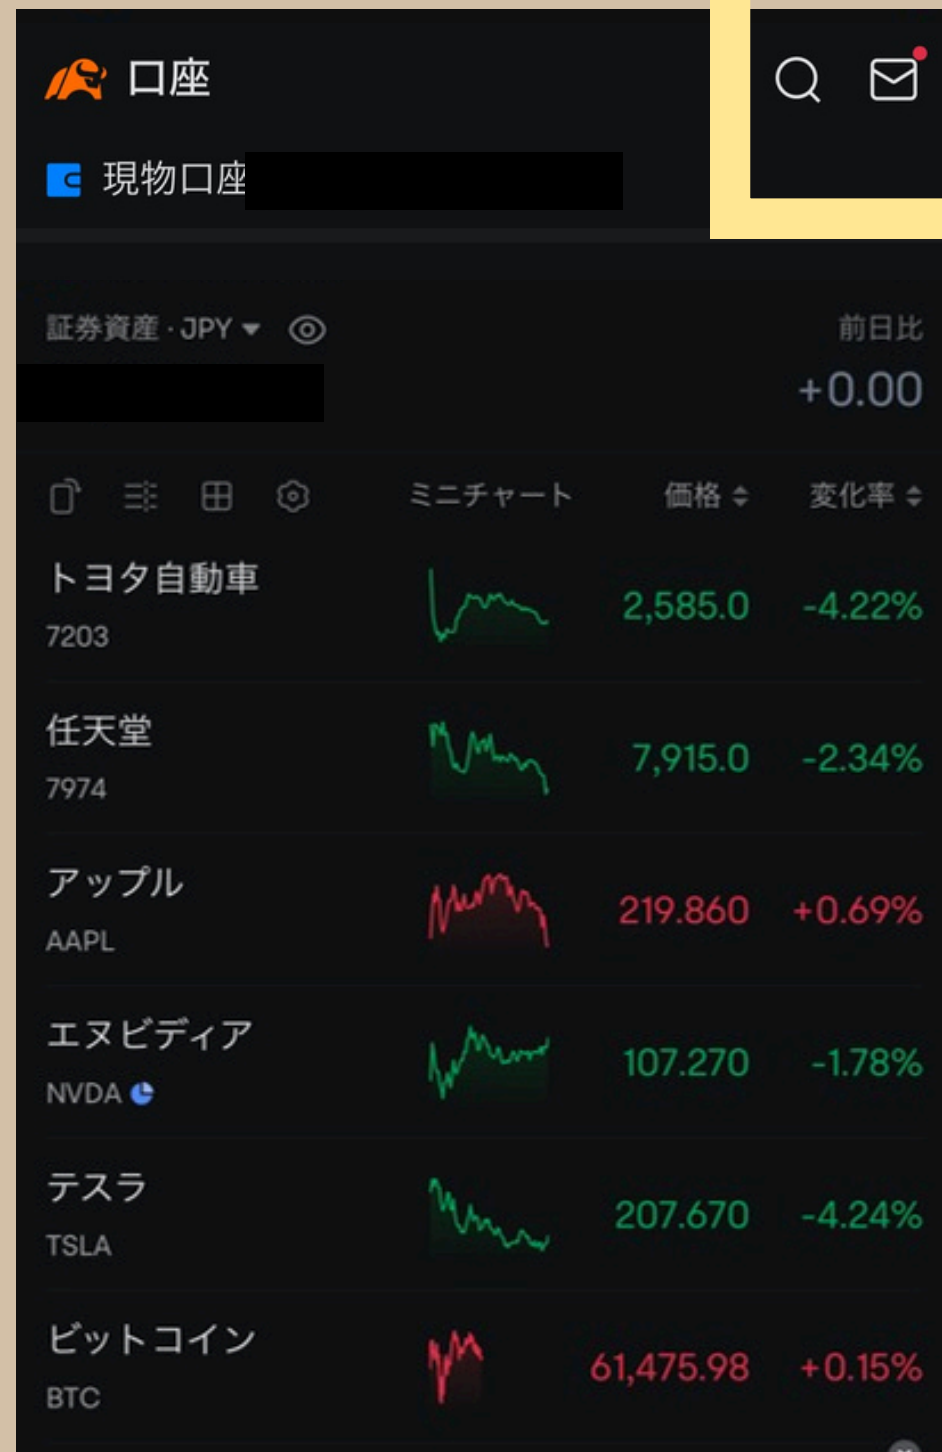 口座
現物口座
証券資産・JPY 前日比
+0.00
ミニチャート 価格 変化率
トヨタ自動車
7203
2,585.0 -4.22%
任天堂
7974
7,915.0 -2.34%
アップル
AAPL
219.860 +0.69%
エヌビディア
NVDA
107.270 -1.78%
テスラ
TSLA
207.670 -4.24%
ビットコイン
BTC
61,475.98 +0.15%